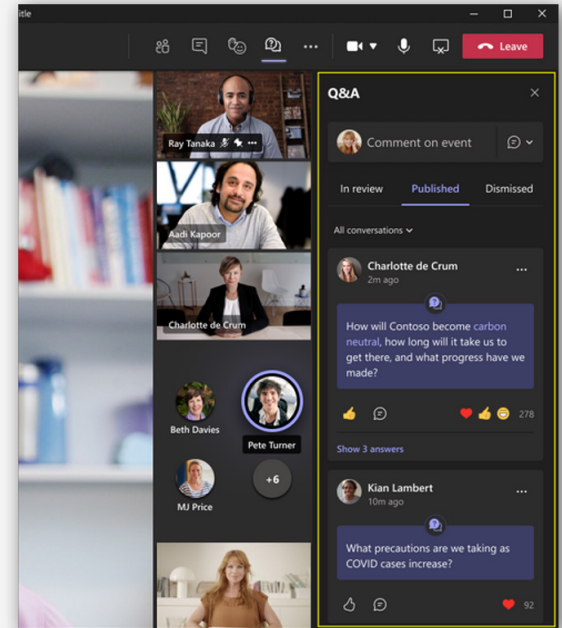 itle
Leave
Ray Tanaka
Aadi Kapoor
Charlotte de Crum
Beth Davies
Pete Turner
MJ Price
+6
Q&A
Comment on event
In review Published Dismissed
All conversations
Charlotte de Crum
2m ago
How will Contoso become carbon
neutral, how long will it take us to
get there, and what progress have we
made?
278
Show 3 answers
Kian Lambert
10m ago
What precautions are we taking as
COVID cases increase?
92